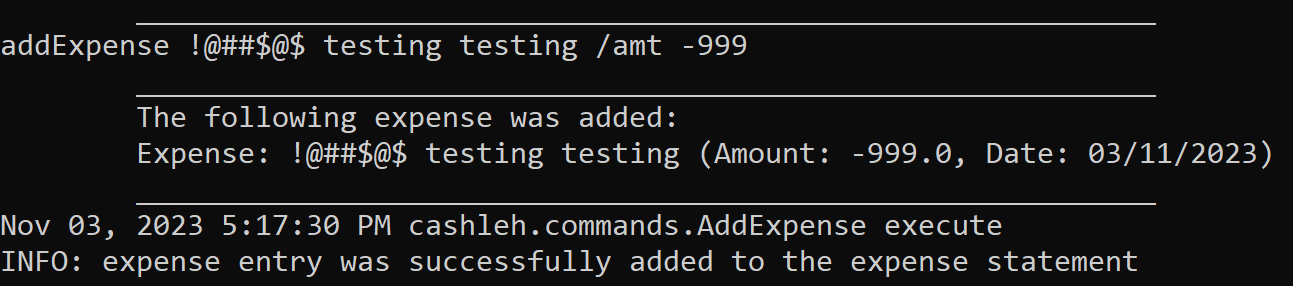 addExpense !@##$@$ testing testing /amt -999
The following expense was added:
Expense: !@##$@$ testing testing (Amount: -999.0, Date: 03/11/2023)
Nov 03, 2023 5:17:30 PM cashleh.commands.AddExpense execute
INFO: expense entry was successfully added to the expense statement